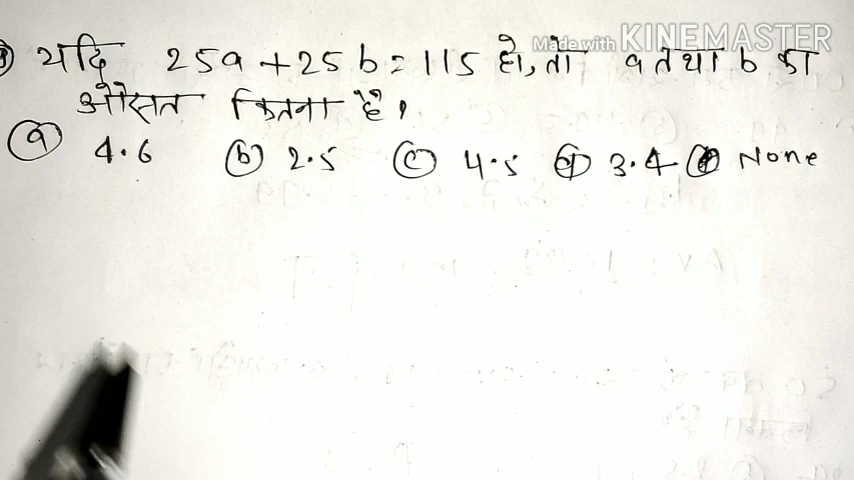 Made with KINEMASTER
यदि 25a + 25b = 115 हो, तो a तथा b का
औसत कितना है ?
(a) 4.6 (b) 2.5 (c) 4.5 (d) 3.4 (e) None